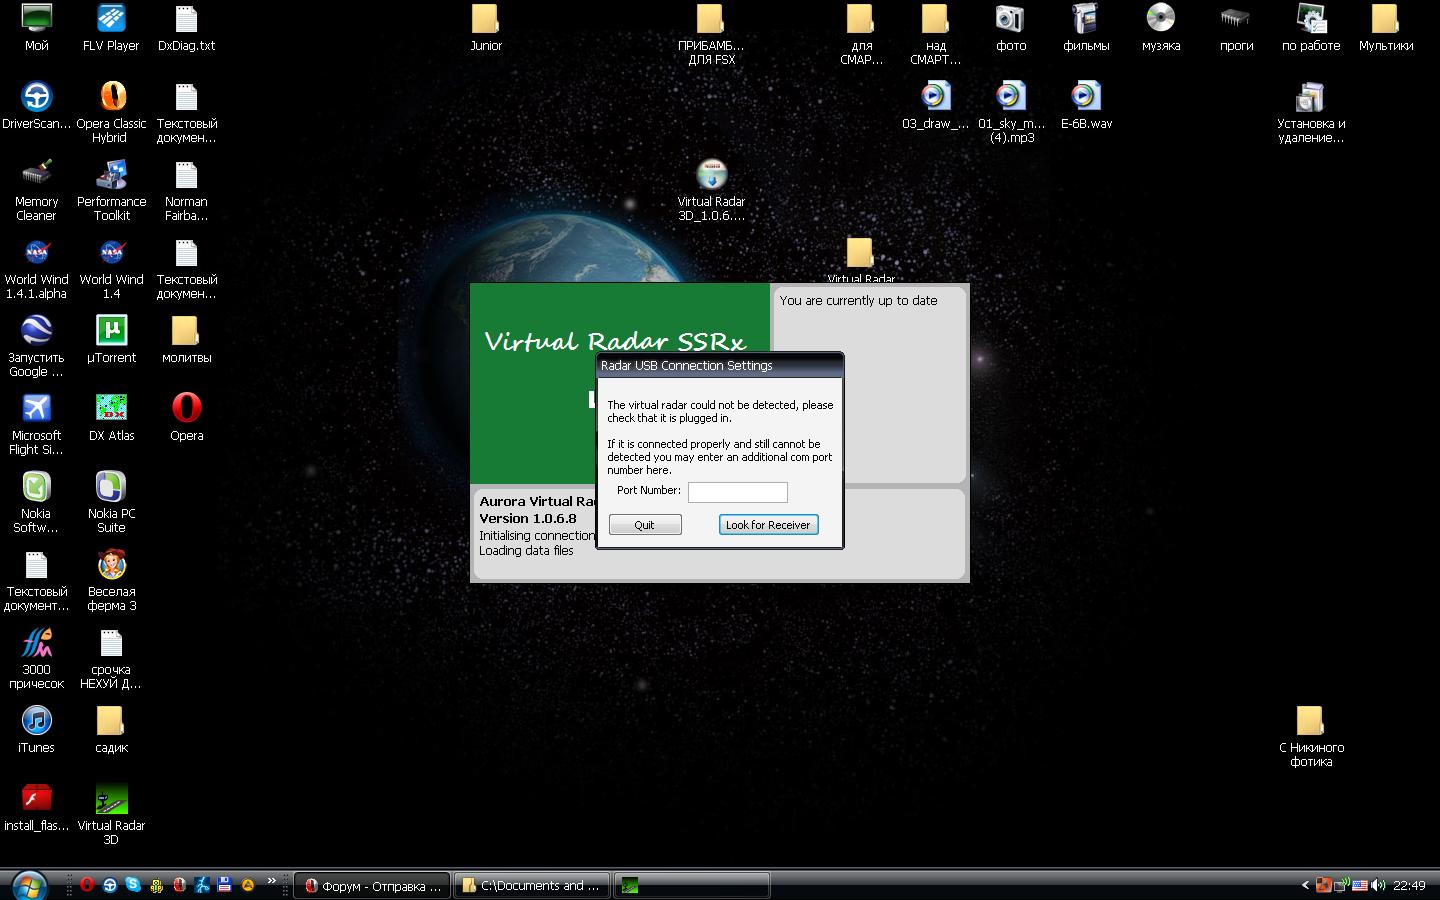 Мой
FLV Player
DxDiag.txt
Junior
ПРИБАМБ...
ДЛЯ FSX
для
СМАР...
над
СМАРТ...
фото
фильмы
музяка
проги
по работе
Мультики
DriverScan...
Opera Classic
Hybrid
Текстовый
докумен...
03_draw_...
01_sky_m...
(4).mp3
E-6B.wav
Установка и
удаление...
Memory
Cleaner
Performance
Toolkit
Norman
Fairba...
Virtual Radar
3D_1.0.6....
World Wind
1.4.1.alpha
World Wind
1.4
Текстовый
докумен...
Virtual Radar
Запустить
Google ...
µTorrent
молитвы
Microsoft
Flight Si...
DX Atlas
Opera
Nokia
Softw...
Nokia PC
Suite
Текстовый
документ...
Веселая
ферма 3
3000
причесок
срочка
НЕХУЙ Д...
iTunes
садик
С Никиного
фотика
install_flas...
Virtual Radar
3D
Virtual Radar SSRx
You are currently up to date
Radar USB Connection Settings
The virtual radar could not be detected, please
check that it is plugged in.
If it is connected properly and still cannot be
detected you may enter an additional com port
number here.
Port Number:
Quit
Look for Receiver
Aurora Virtual Ra
Version 1.0.6.8
Initialising connection
Loading data files
Форум - Отправка ...
C:\Documents and ...
22:49